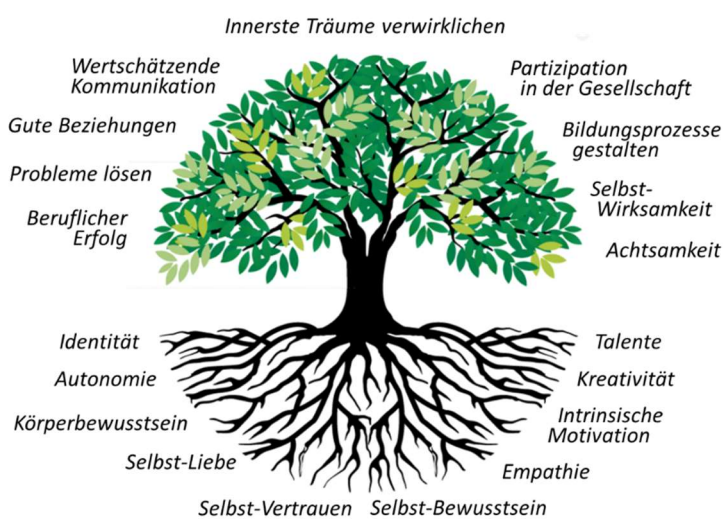 Innerste Träume verwirklichen
Wertschätzende
Kommunikation
Partizipation
in der Gesellschaft
Gute Beziehungen
Bildungsprozesse
gestalten
Probleme lösen
Selbst-
Wirksamkeit
Beruflicher
Erfolg
Achtsamkeit
Identität
Talente
Autonomie
Kreativität
Körperbewusstsein
Intrinsische
Motivation
Selbst-Liebe
Empathie
Selbst-Vertrauen
Selbst-Bewusstsein